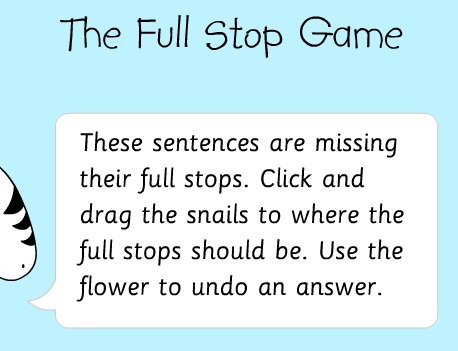 The Full Stop Game
These sentences are missing
their full stops. Click and
drag the snails to where the
full stops should be. Use the
flower to undo an answer.